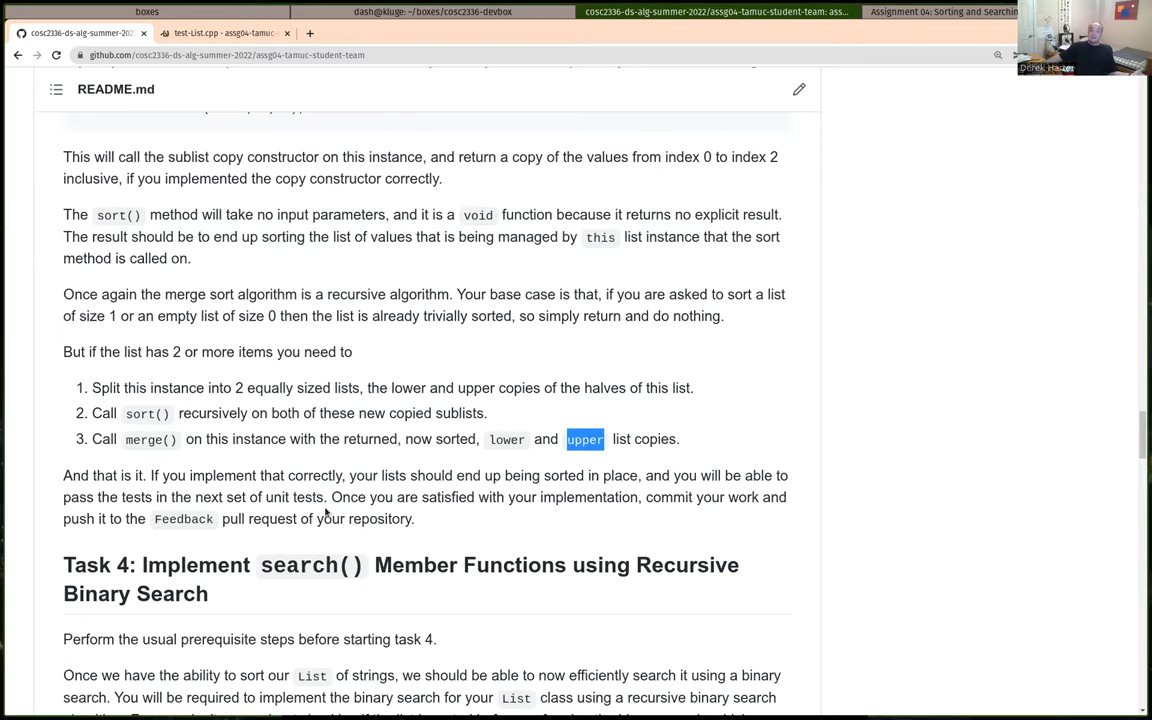 boxes
dash@kluge: ~/boxes/cosc2336-devbox
cosc2336-ds-alg-summer-2022/assg04-tamuc-student-team: ass...
Assignment 04: Sorting and Searching
cosc2336-ds-alg-summer-202
test-List.cpp - assg04-tamuc-
github.com/cosc2336-ds-alg-summer-2022/assg04-tamuc-student-team
README.md
This will call the sublist copy constructor on this instance, and return a copy of the values from index 0 to index 2
inclusive, if you implemented the copy constructor correctly.
The sort() method will take no input parameters, and it is a void function because it returns no explicit result.
The result should be to end up sorting the list of values that is being managed by this list instance that the sort
method is called on.
Once again the merge sort algorithm is a recursive algorithm. Your base case is that, if you are asked to sort a list
of size 1 or an empty list of size 0 then the list is already trivially sorted, so simply return and do nothing.
But if the list has 2 or more items you need to
1. Split this instance into 2 equally sized lists, the lower and upper copies of the halves of this list.
2. Call sort() recursively on both of these new copied sublists.
3. Call merge() on this instance with the returned, now sorted, lower and upper list copies.
And that is it. If you implement that correctly, your lists should end up being sorted in place, and you will be able to
pass the tests in the next set of unit tests. Once you are satisfied with your implementation, commit your work and
push it to the Feedback pull request of your repository.
Task 4: Implement search() Member Functions using Recursive
Binary Search
Perform the usual prerequisite steps before starting task 4.
Once we have the ability to sort our List of strings, we should be able to now efficiently search it using a binary
search. You will be required to implement the binary search for your List class using a recursive binary search